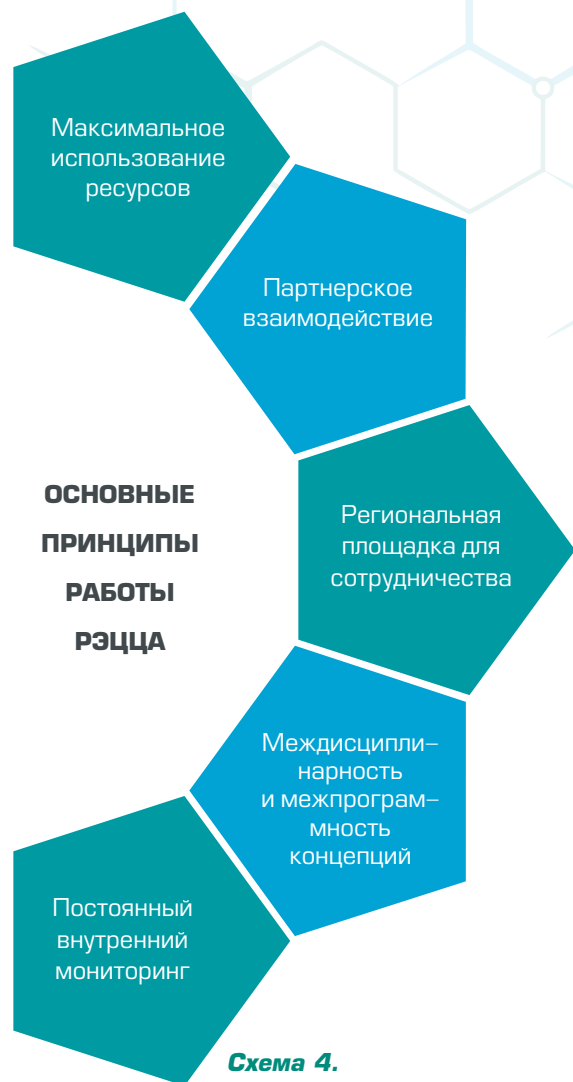 Максимальное
использование
ресурсов
Партнерское
взаимодействие
Региональная
площадка для
сотрудничества
ОСНОВНЫЕ
ПРИНЦИПЫ
РАБОТЫ
РЭЦЦА
Междисципли–
нарность
и межпрограм–
мность
концепций
Постоянный
внутренний
мониторинг
Схема 4.